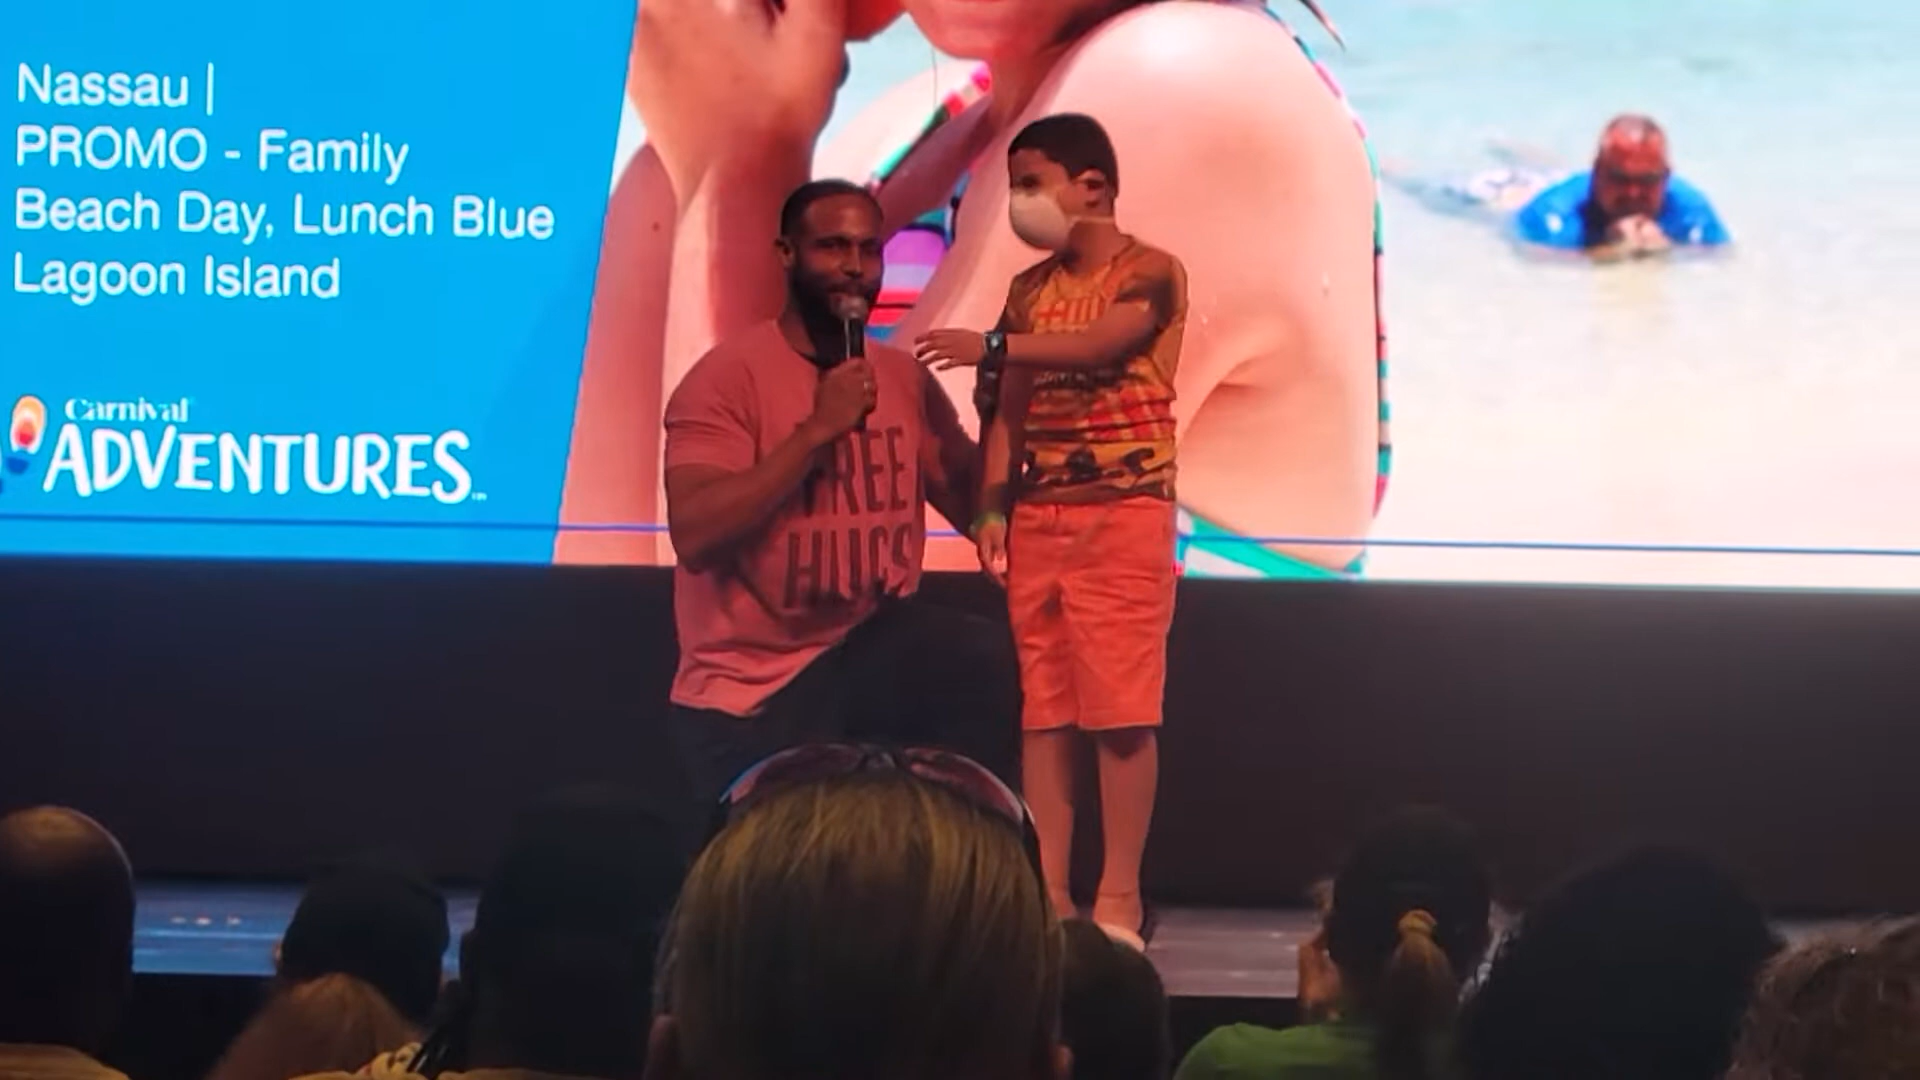 Nassau |
PROMO - Family
Beach Day, Lunch Blue
Lagoon Island
Carnival
ADVENTURES
FREE
HUGS